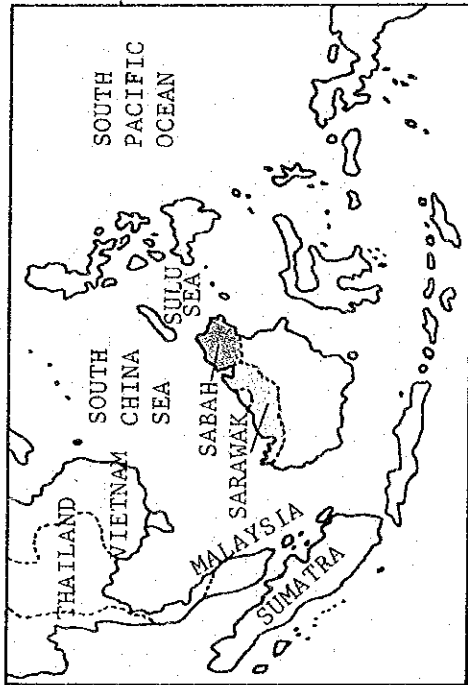 SOUTH
PACIFIC
OCEAN
SULU
SEA
SOUTH
CHINA
SEA
SABAH
SARAWAK
THAILAND
VIETNAM
MALAYSIA
SUMATRA